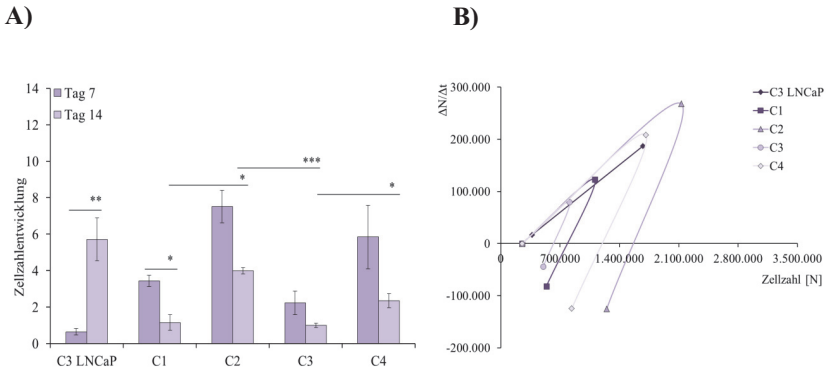 A)
B)
Zellzahlentwicklung
14
12
10
8
6
4
2
0
Tag 7
Tag 14
**
*
*
***
*
C3 LNCaP C1 C2 C3 C4
ΔN/Δt
300.000
200.000
100.000
0
-100.000
-200.000
0 700.000 1.400.000 2.100.000 2.800.000 3.500.000
Zellzahl [N]
C3 LNCaP
C1
C2
C3
C4